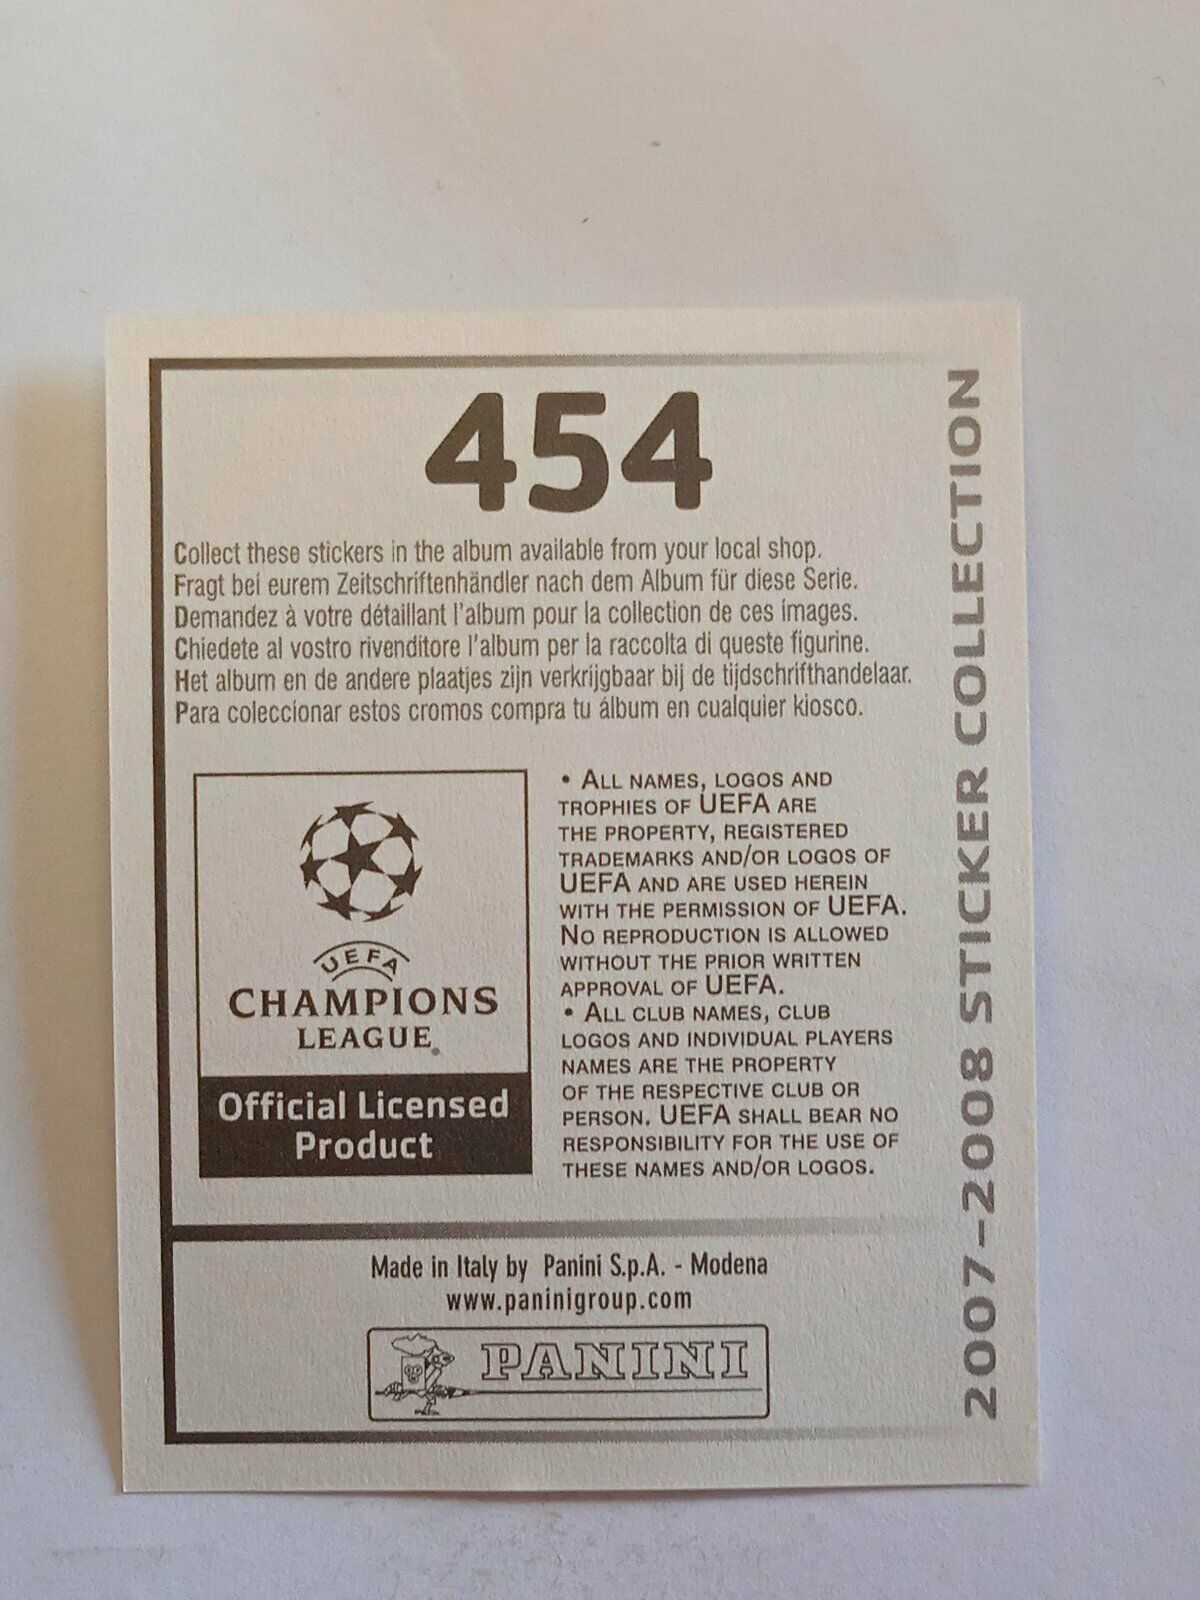 454
Collect these stickers in the album available from your local shop.
Fragt bei eurem Zeitschriftenhändler nach dem Album für diese Serie.
Demandez à votre détaillant l'album pour la collection de ces images.
Chiedete al vostro rivenditore l'album per la raccolta di queste figurine.
Het album en de andere plaatjes zijn verkrijgbaar bij de tijdschrifthandelaar.
Para coleccionar estos cromos compra tu álbum en cualquier kiosco.
UEFA
CHAMPIONS
LEAGUE
Official Licensed
Product
• ALL NAMES, LOGOS AND
TROPHIES OF UEFA ARE
THE PROPERTY, REGISTERED
TRADEMARKS AND/OR LOGOS OF
UEFA AND ARE USED HEREIN
WITH THE PERMISSION OF UEFA.
NO REPRODUCTION IS ALLOWED
WITHOUT THE PRIOR WRITTEN
APPROVAL OF UEFA.
• ALL CLUB NAMES, CLUB
LOGOS AND INDIVIDUAL PLAYERS
NAMES ARE THE PROPERTY
OF THE RESPECTIVE CLUB OR
PERSON. UEFA SHALL BEAR NO
RESPONSIBILITY FOR THE USE OF
THESE NAMES AND/OR LOGOS.
Made in Italy by Panini S.p.A. - Modena
www.paninigroup.com
PANINI
2007-2008 STICKER COLLECTION